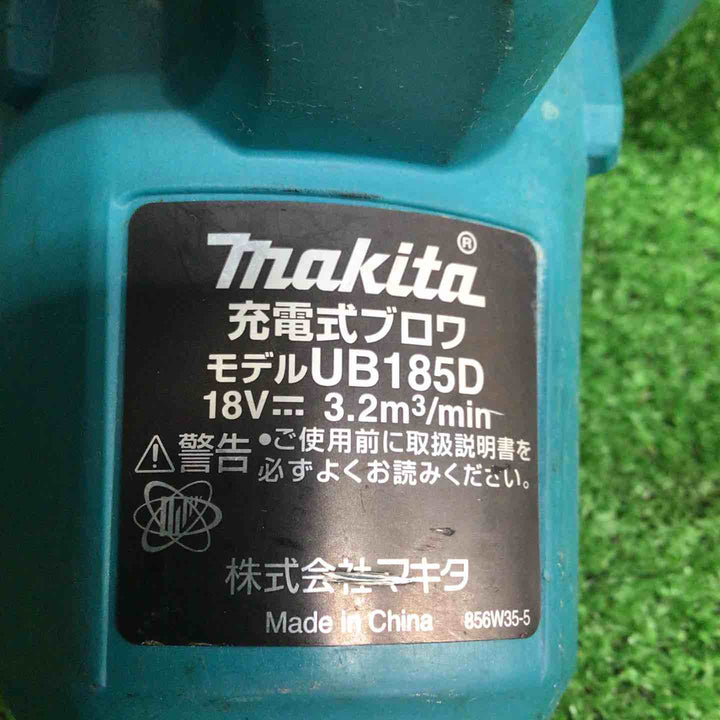 makita®
充電式ブロワ
モデルUB185D
18V⎓ 3.2m³/min
⚠警告 •ご使用前に取扱説明書を
必ずよくお読みください。
株式会社マキタ
Made in China 856W35-5